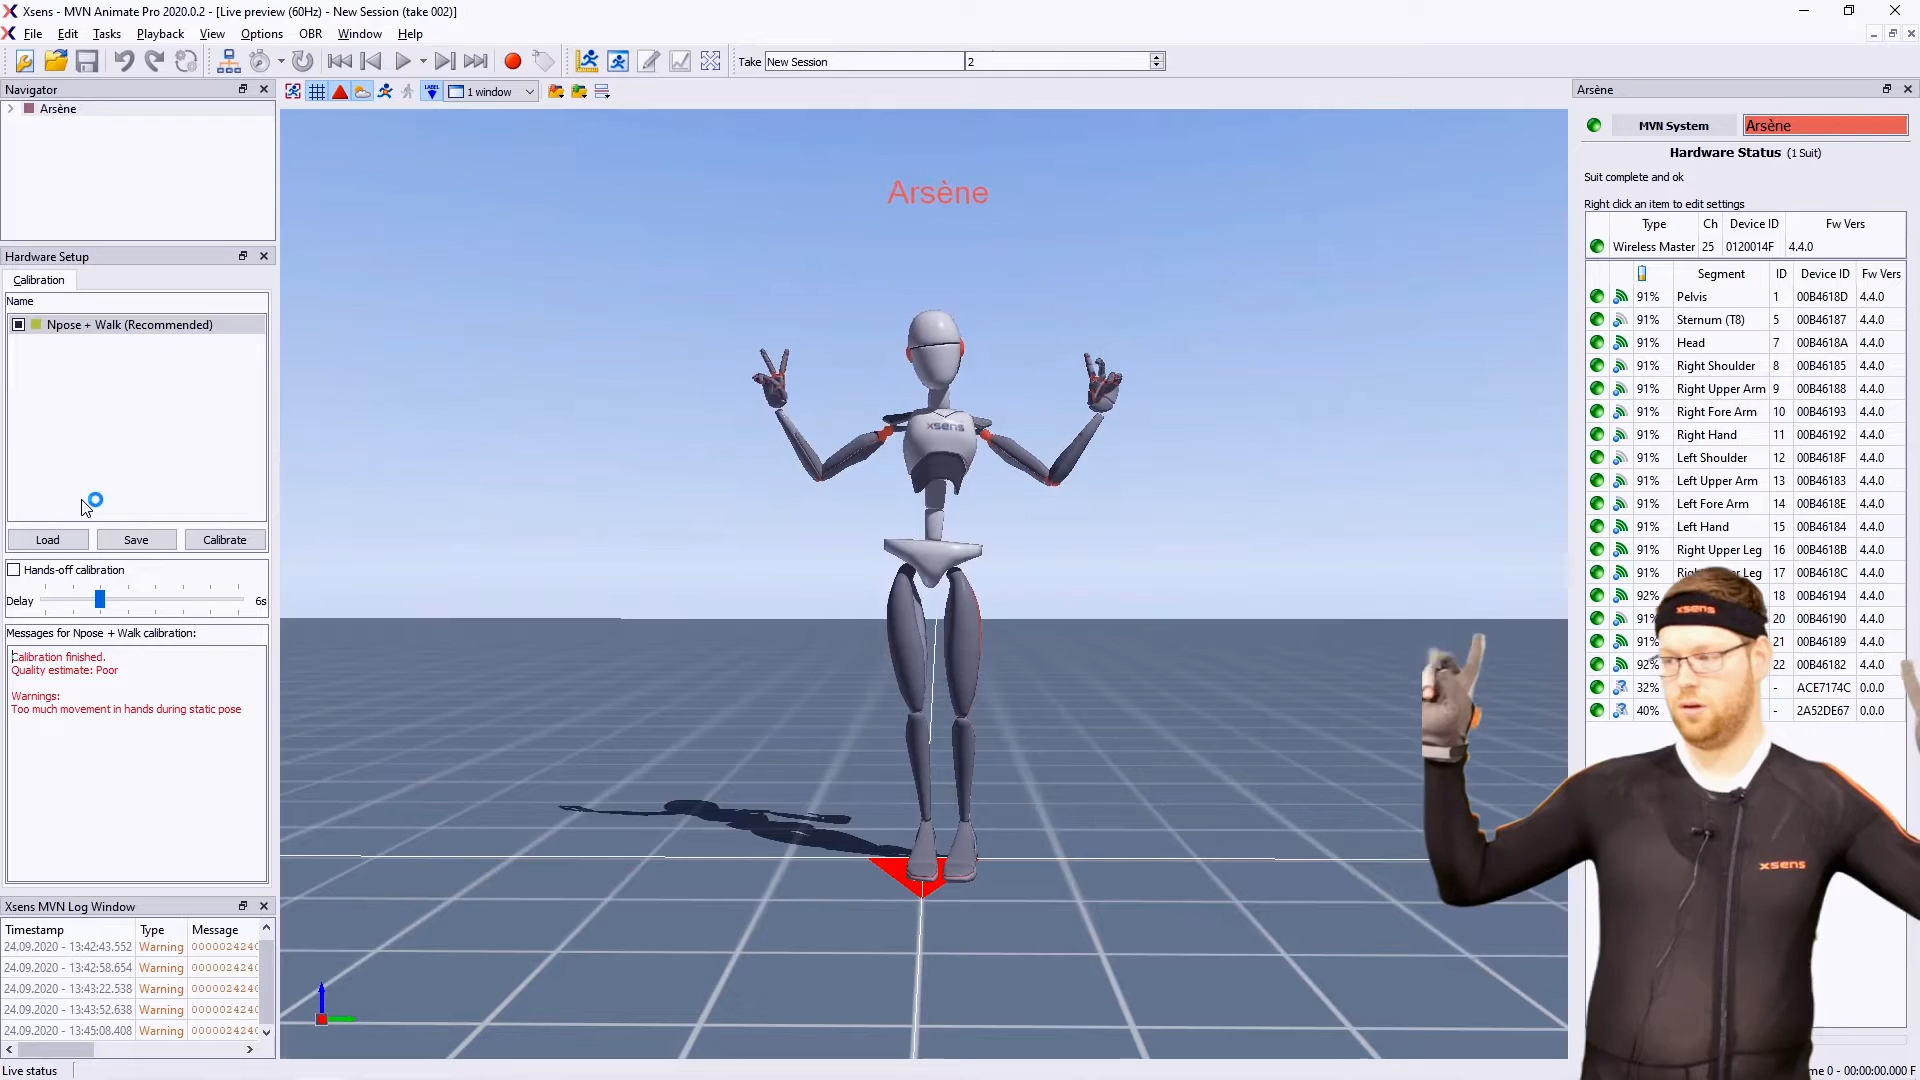 Xsens - MVN Animate Pro 2020.0.2 - [Live preview (60Hz) - New Session (take 002)]
File Edit Tasks Playback View Options OBR Window Help
Take New Session 2
Navigator
Arsène
LABEL 1 window
Arsène
Hardware Setup
Calibration
Name
Npose + Walk (Recommended)
Load Save Calibrate
Hands-off calibration
Delay 6s
Messages for Npose + Walk calibration:
Calibration finished.
Quality estimate: Poor
Warnings:
Too much movement in hands during static pose
Xsens MVN Log Window
Timestamp Type Message
24.09.2020 - 13:42:43.552 Warning 0000024240
24.09.2020 - 13:42:58.654 Warning 0000024240
24.09.2020 - 13:43:22.538 Warning 0000024240
24.09.2020 - 13:43:52.638 Warning 0000024240
24.09.2020 - 13:45:08.408 Warning 0000024240
Live status
Arsène
xsens
MVN System Arsène
Hardware Status (1 Suit)
Suit complete and ok
Right click an item to edit settings
Type Ch Device ID Fw Vers
Wireless Master 25 0120014F 4.4.0
Segment ID Device ID Fw Vers
91% Pelvis 1 00B4618D 4.4.0
91% Sternum (T8) 5 00B46187 4.4.0
91% Head 7 00B4618A 4.4.0
91% Right Shoulder 8 00B46185 4.4.0
91% Right Upper Arm 9 00B46188 4.4.0
91% Right Fore Arm 10 00B46193 4.4.0
91% Right Hand 11 00B46192 4.4.0
91% Left Shoulder 12 00B4618F 4.4.0
91% Left Upper Arm 13 00B46183 4.4.0
91% Left Fore Arm 14 00B4618E 4.4.0
91% Left Hand 15 00B46184 4.4.0
91% Right Upper Leg 16 00B4618B 4.4.0
91% Leg 17 00B4618C 4.4.0
92% 18 00B46194 4.4.0
91% 20 00B46190 4.4.0
91% 21 00B46189 4.4.0
92% 22 00B46182 4.4.0
32% - ACE7174C 0.0.0
40% - 2A52DE67 0.0.0
xsens
xsens
me 0 - 00:00:00.000 F